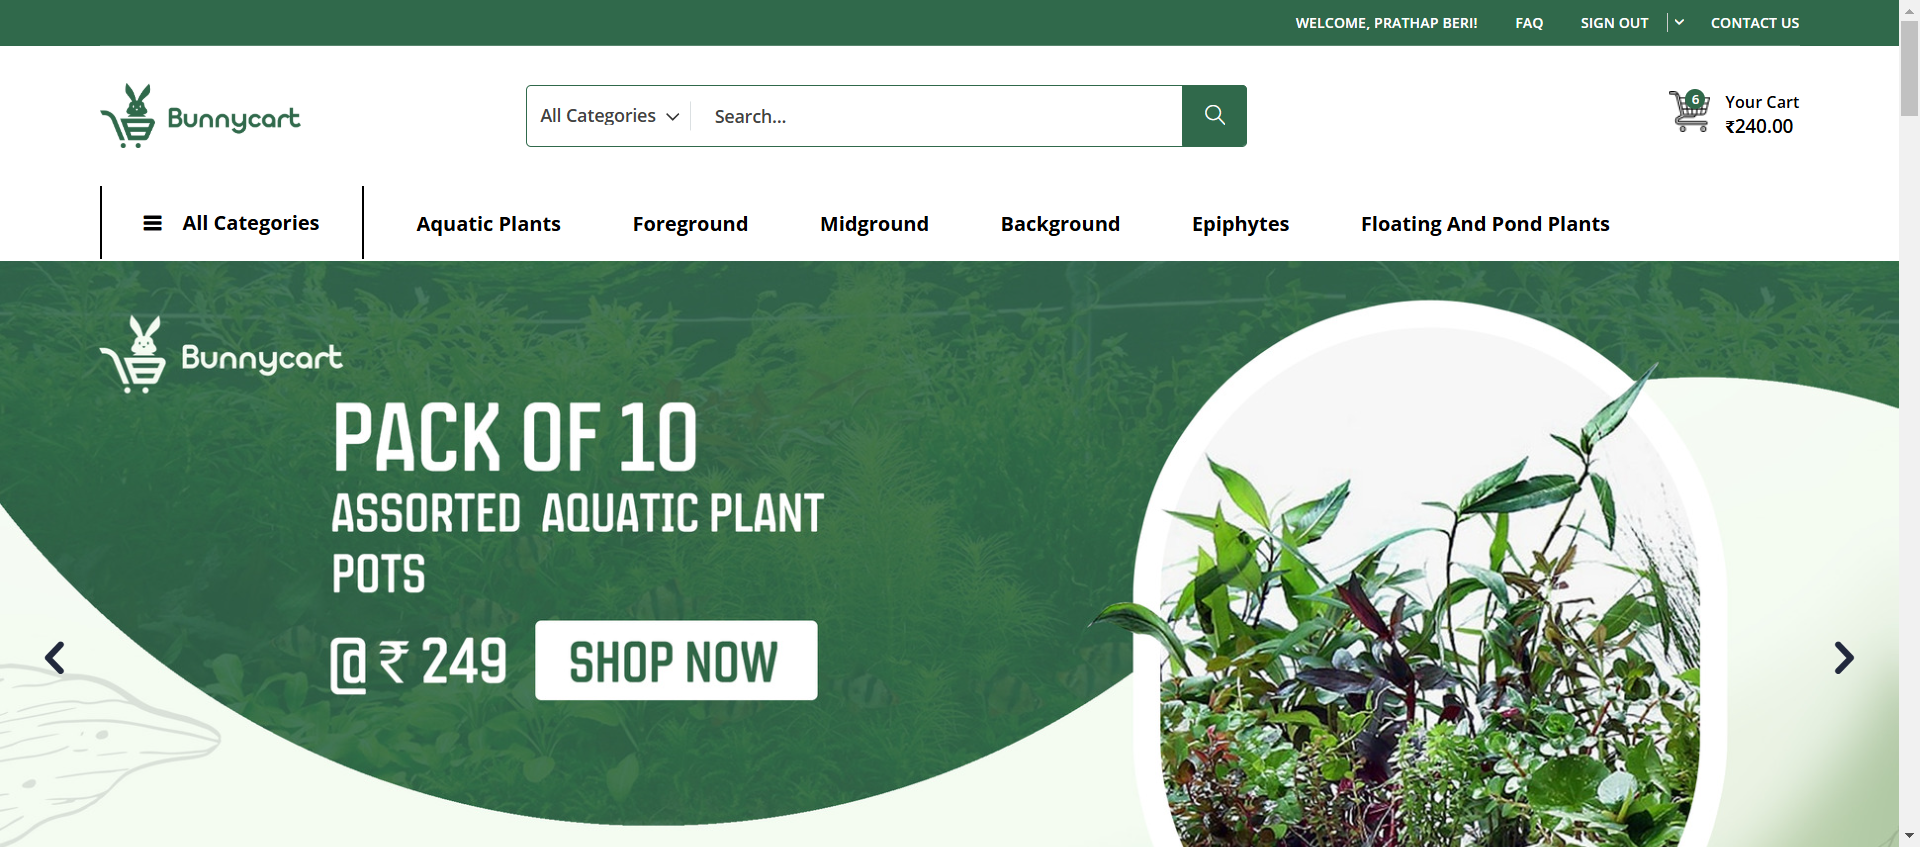 WELCOME, PRATHAP BERI! FAQ SIGN OUT CONTACT US
Bunnycart
All Categories Search...
6
Your Cart
₹240.00
All Categories Aquatic Plants Foreground Midground Background Epiphytes Floating And Pond Plants
Bunnycart
PACK OF 10
ASSORTED AQUATIC PLANT
POTS
@ ₹ 249 SHOP NOW